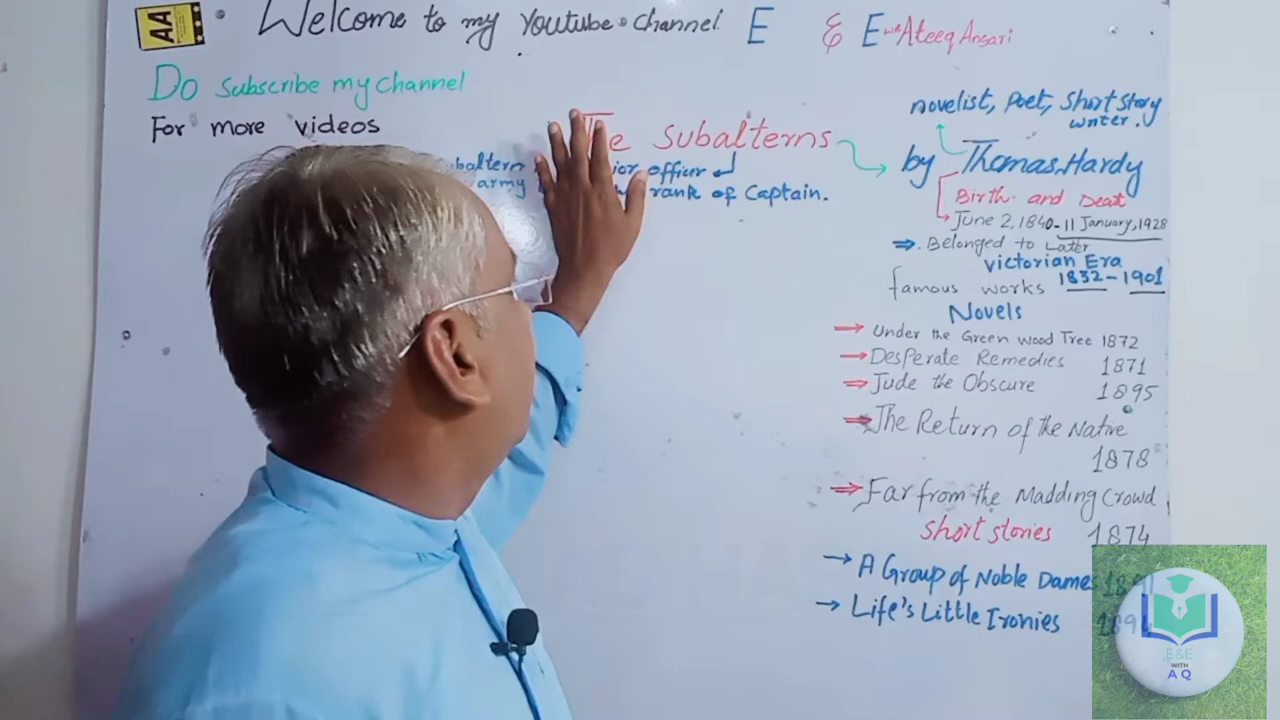 AA
Welcome to my Youtube channel E & E with Ateeq Ansari
Do subscribe my channel
For more videos
The Subalterns
by Thomas Hardy
novelist, Poet, Short Story
writer.
officer
army rank of Captain.
Birth and Deat
June 2, 1840-11 January, 1928
Belonged to Later
Victorian Era
1832-1901
famous works
Novels
Under the Green wood Tree 1872
Desperate Remedies 1871
Jude the Obscure 1895
The Return of the Native
1878
Far from the Madding Crowd
1874
Short stories
A Group of Noble Dames
Life's Little Ironies
E&E
WITH
A Q